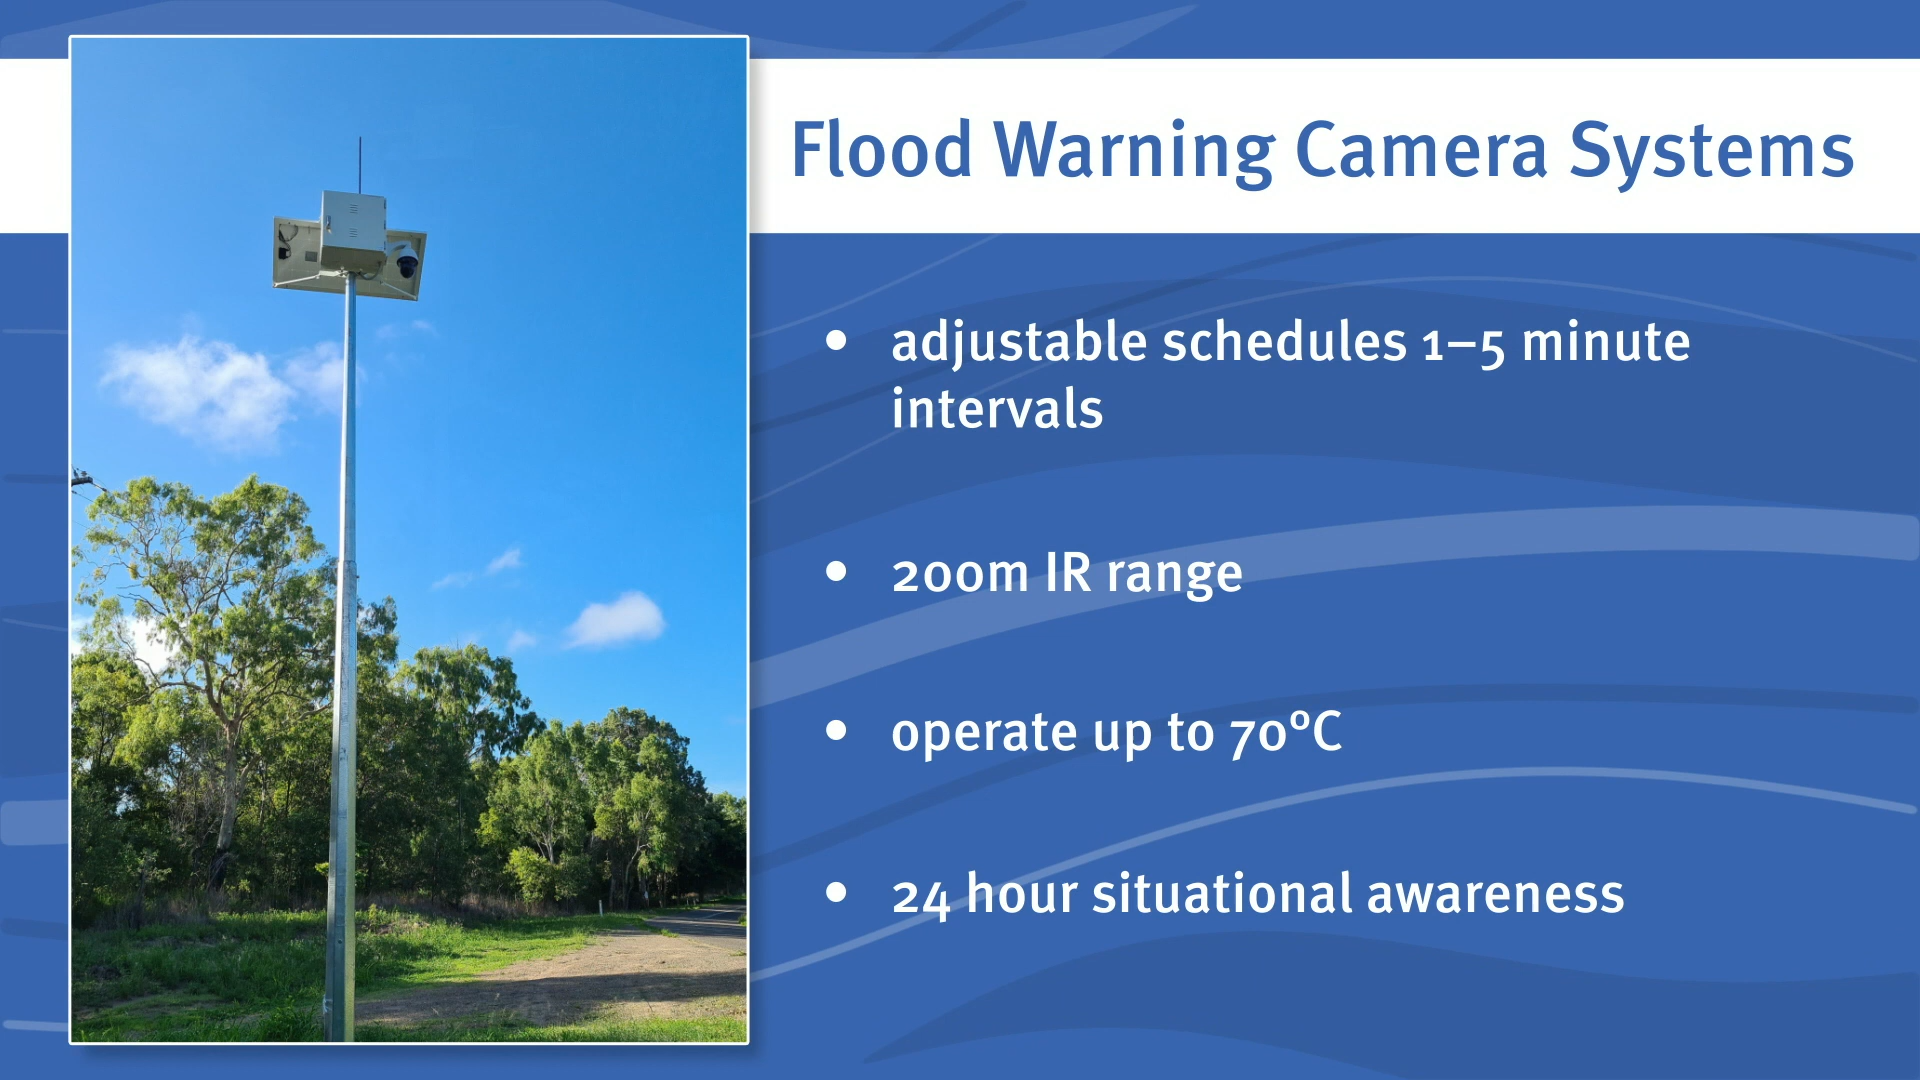 Flood Warning Camera Systems
• adjustable schedules 1–5 minute
intervals
• 200m IR range
• operate up to 70°C
• 24 hour situational awareness